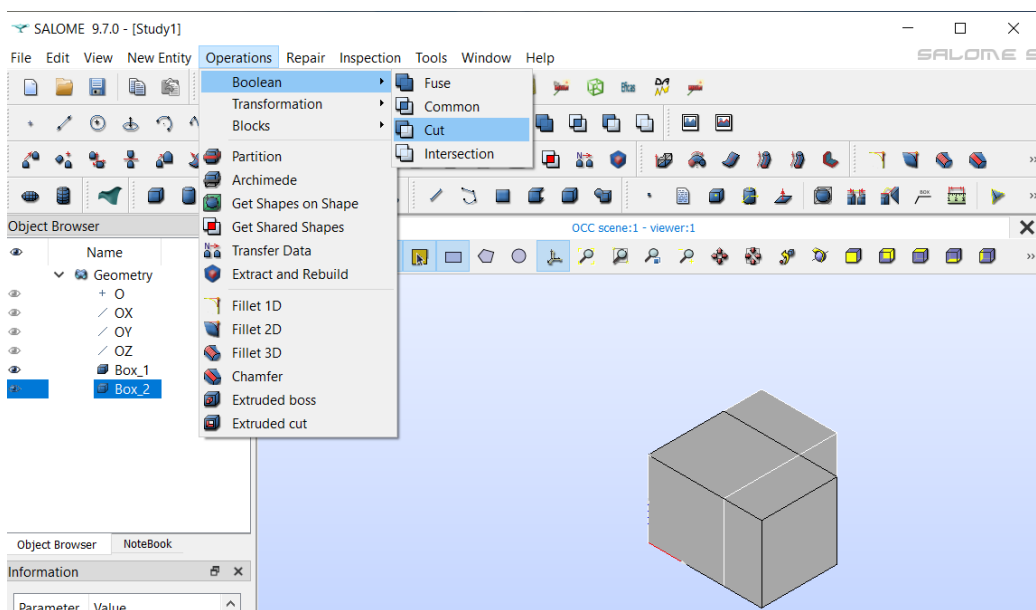 SALOME 9.7.0 - [Study1]
File Edit View New Entity Operations Repair Inspection Tools Window Help
SALOME S
Boolean
Transformation
Blocks
Partition
Archimede
Get Shapes on Shape
Get Shared Shapes
Transfer Data
Extract and Rebuild
Fillet 1D
Fillet 2D
Fillet 3D
Chamfer
Extruded boss
Extruded cut
Fuse
Common
Cut
Intersection
Object Browser
OCC scene:1 - viewer:1
Name
Geometry
O
OX
OY
OZ
Box_1
Box_2
Object Browser NoteBook
Information
Parameter Value